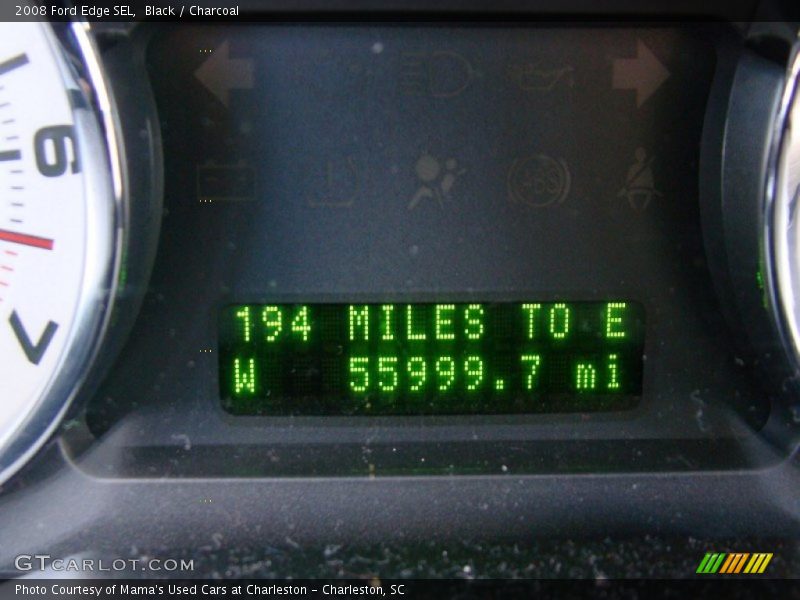 2008 Ford Edge SEL,  Black / Charcoal
6
7
194 MILES TO E
W 55999.7 mi
GTCARLOT.COM
Photo Courtesy of Mama's Used Cars at Charleston - Charleston, SC